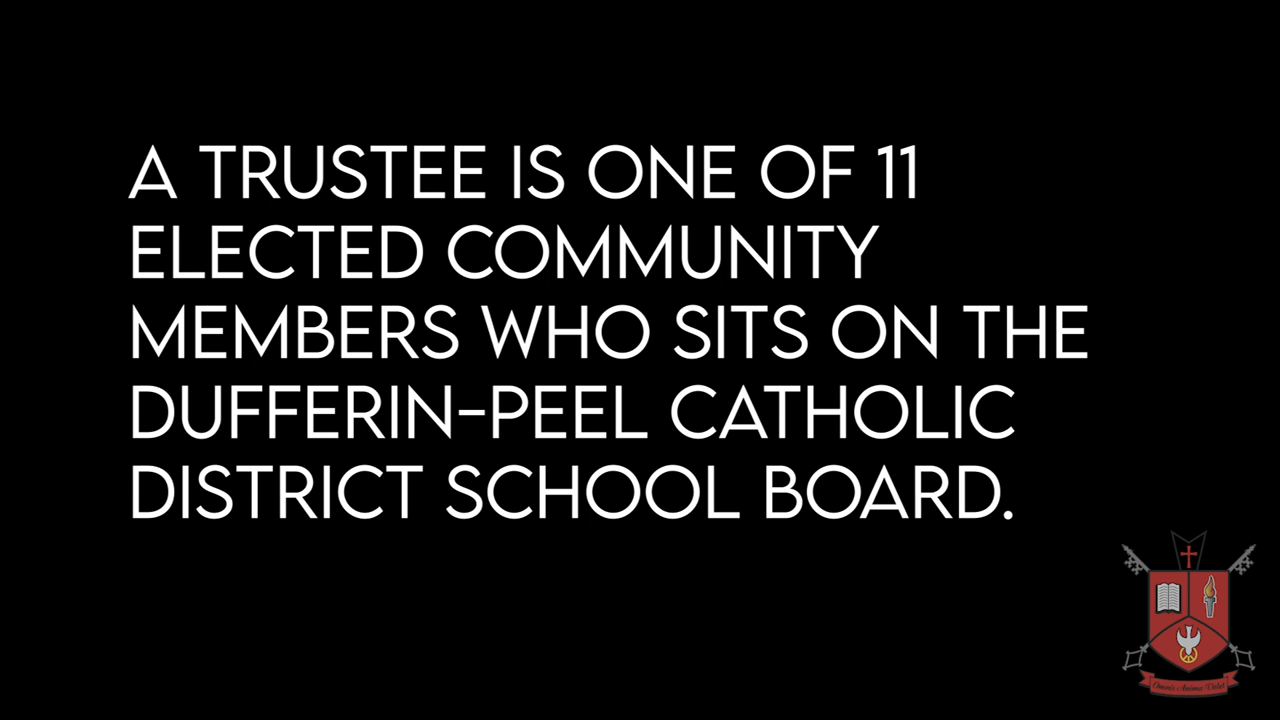 A TRUSTEE IS ONE OF 11
ELECTED COMMUNITY
MEMBERS WHO SITS ON THE
DUFFERIN-PEEL CATHOLIC
DISTRICT SCHOOL BOARD.